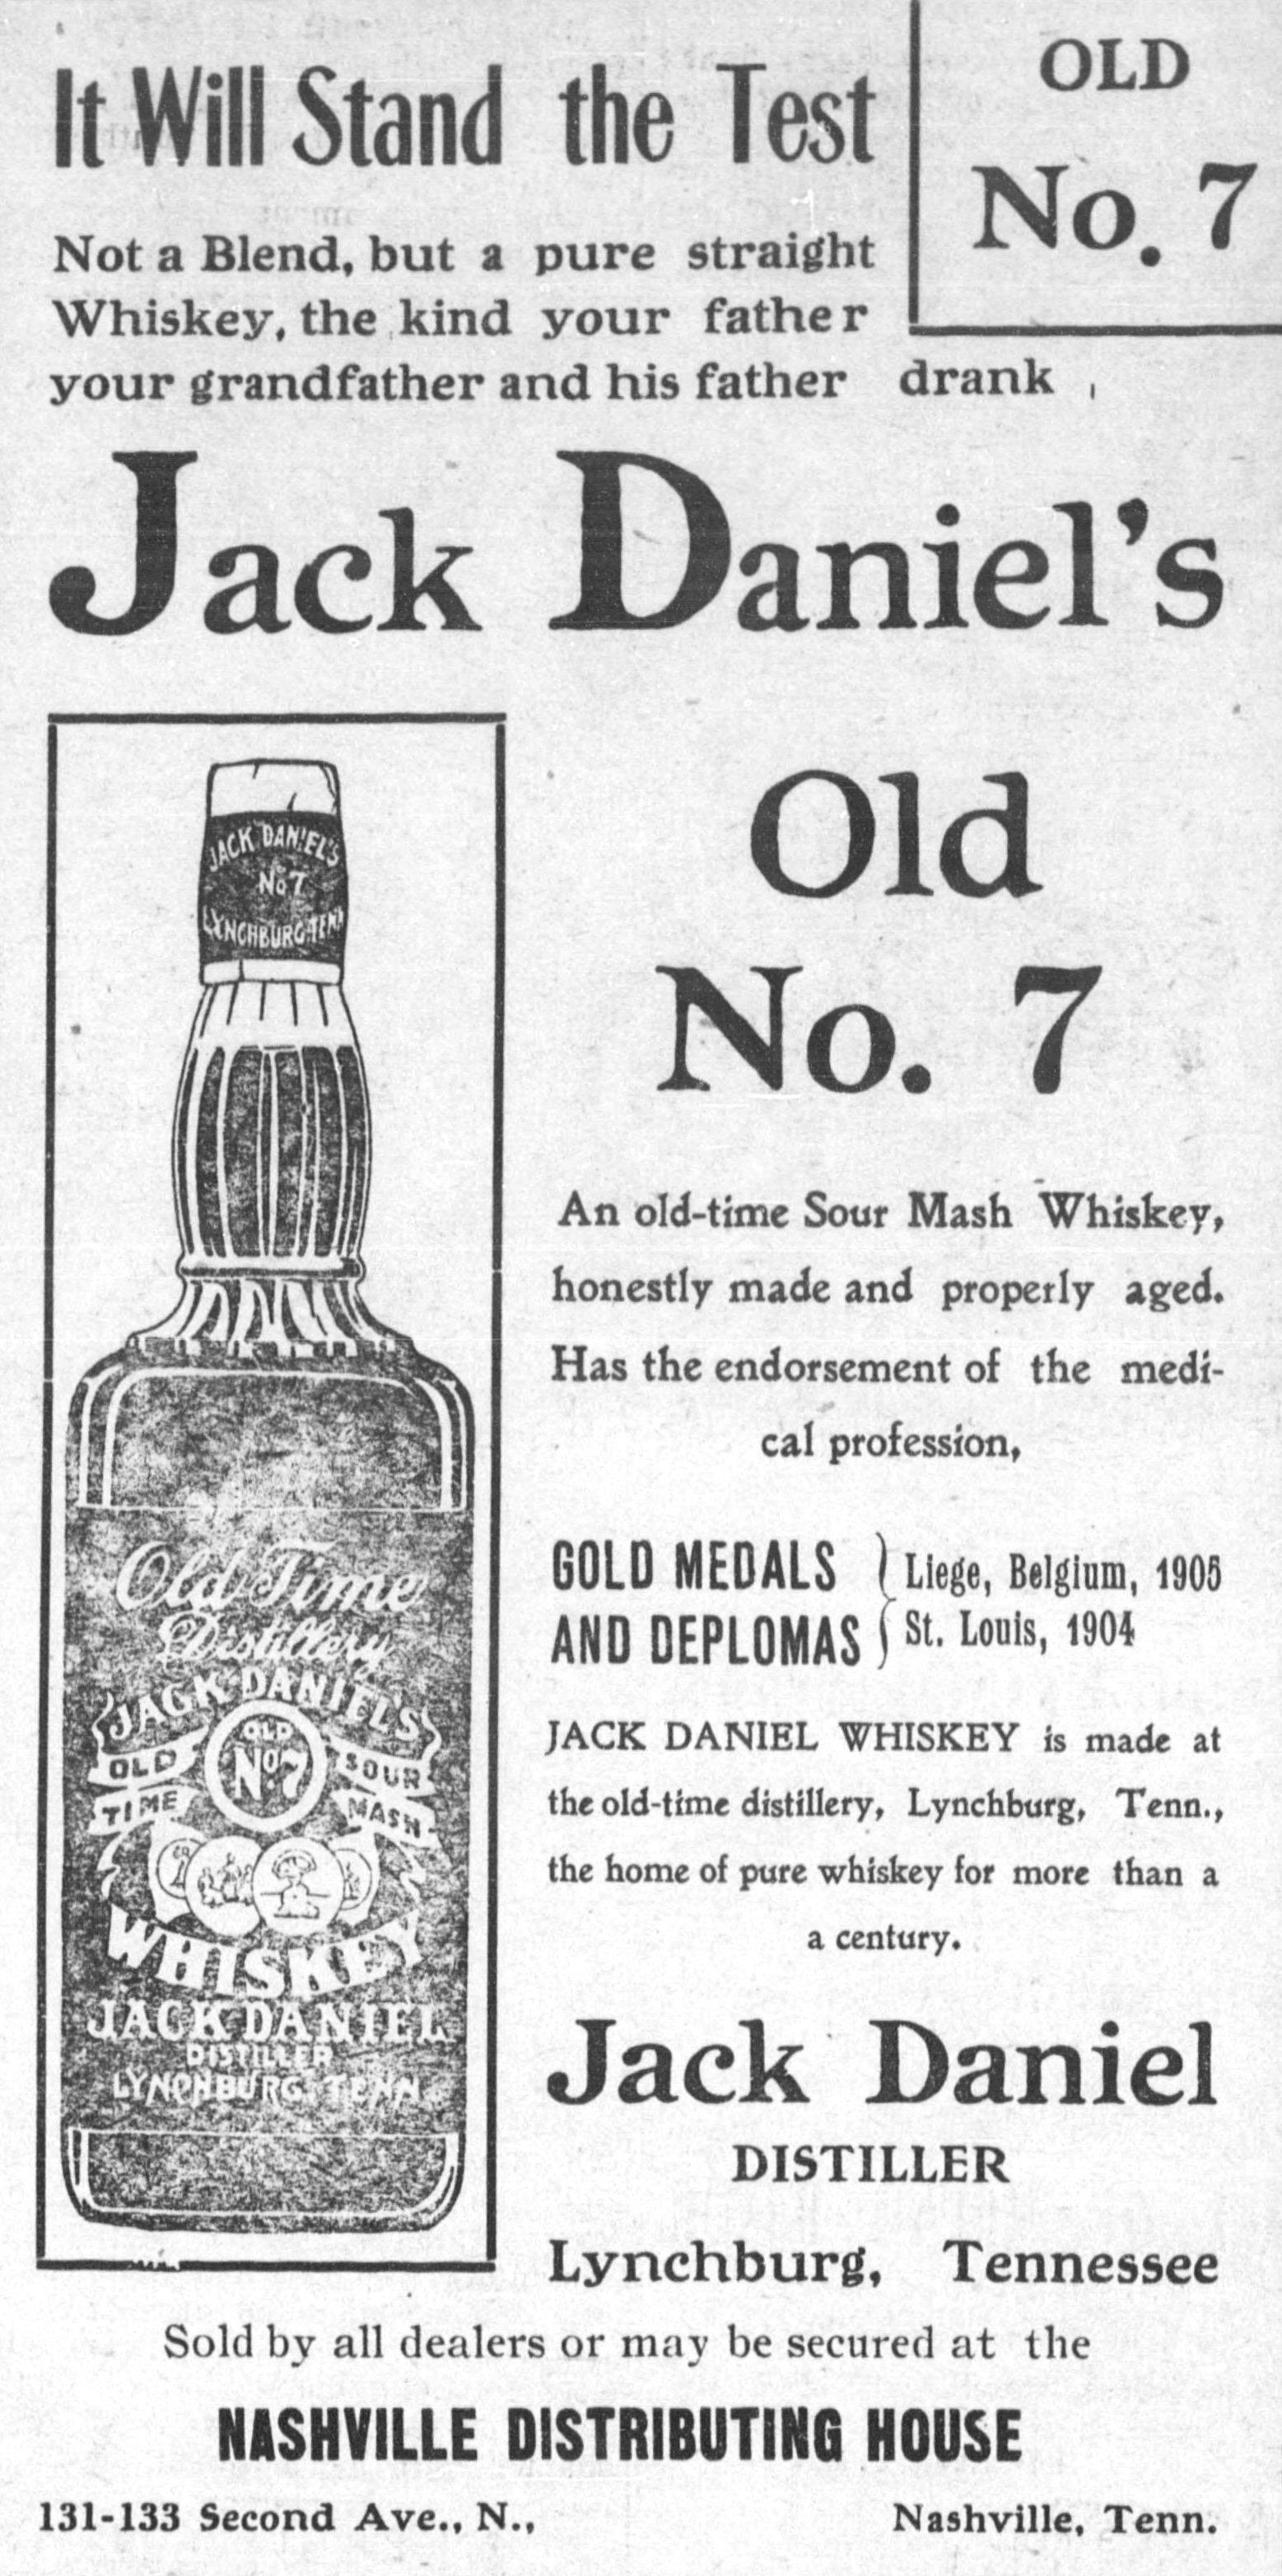 It Will Stand the Test
OLD
No. 7
Not a Blend, but a pure straight
Whiskey, the kind your father
your grandfather and his father drank
Jack Daniel's
JACK DANIEL'S
No 7
LYNCHBURG TENN
Old Time
Distillery
JACK DANIEL'S
OLD
No 7
OLD TIME
SOUR MASH
WHISKEY
JACK DANIEL
DISTILLER
LYNCHBURG, TENN.
Old
No. 7
An old-time Sour Mash Whiskey,
honestly made and properly aged.
Has the endorsement of the medi-
cal profession,
GOLD MEDALS } Liege, Belgium, 1905
AND DEPLOMAS } St. Louis, 1904
JACK DANIEL WHISKEY is made at
the old-time distillery, Lynchburg, Tenn.,
the home of pure whiskey for more than a
a century.
Jack Daniel
DISTILLER
Lynchburg, Tennessee
Sold by all dealers or may be secured at the
NASHVILLE DISTRIBUTING HOUSE
131-133 Second Ave., N., Nashville, Tenn.